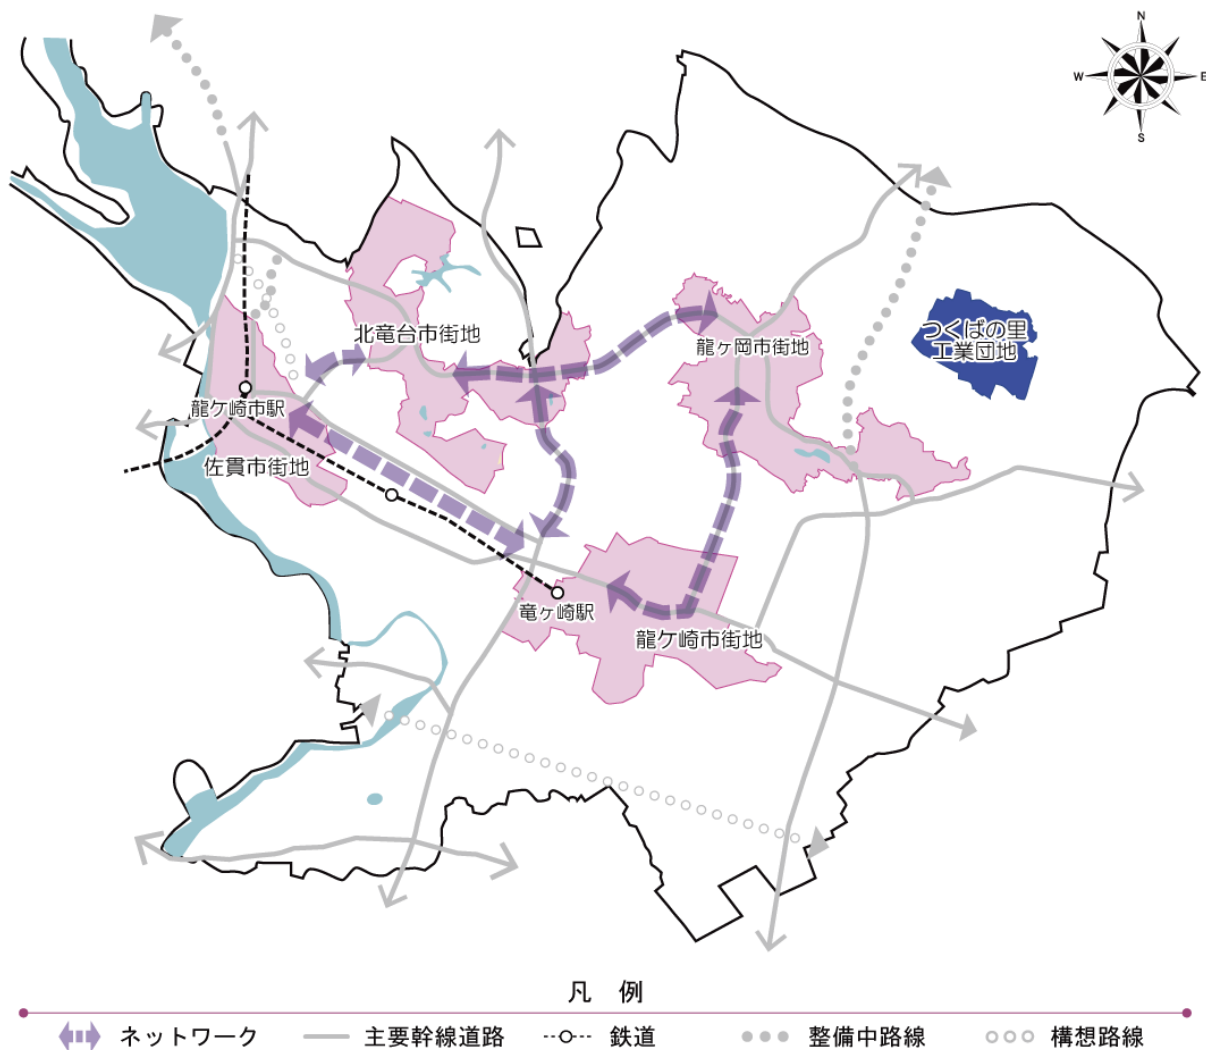 N
W
E
S
北竜台市街地
龍ヶ岡市街地
つくばの里
工業団地
龍ケ崎市駅
佐貫市街地
竜ヶ崎駅
龍ケ崎市街地
凡 例
ネットワーク
主要幹線道路
鉄道
整備中路線
構想路線